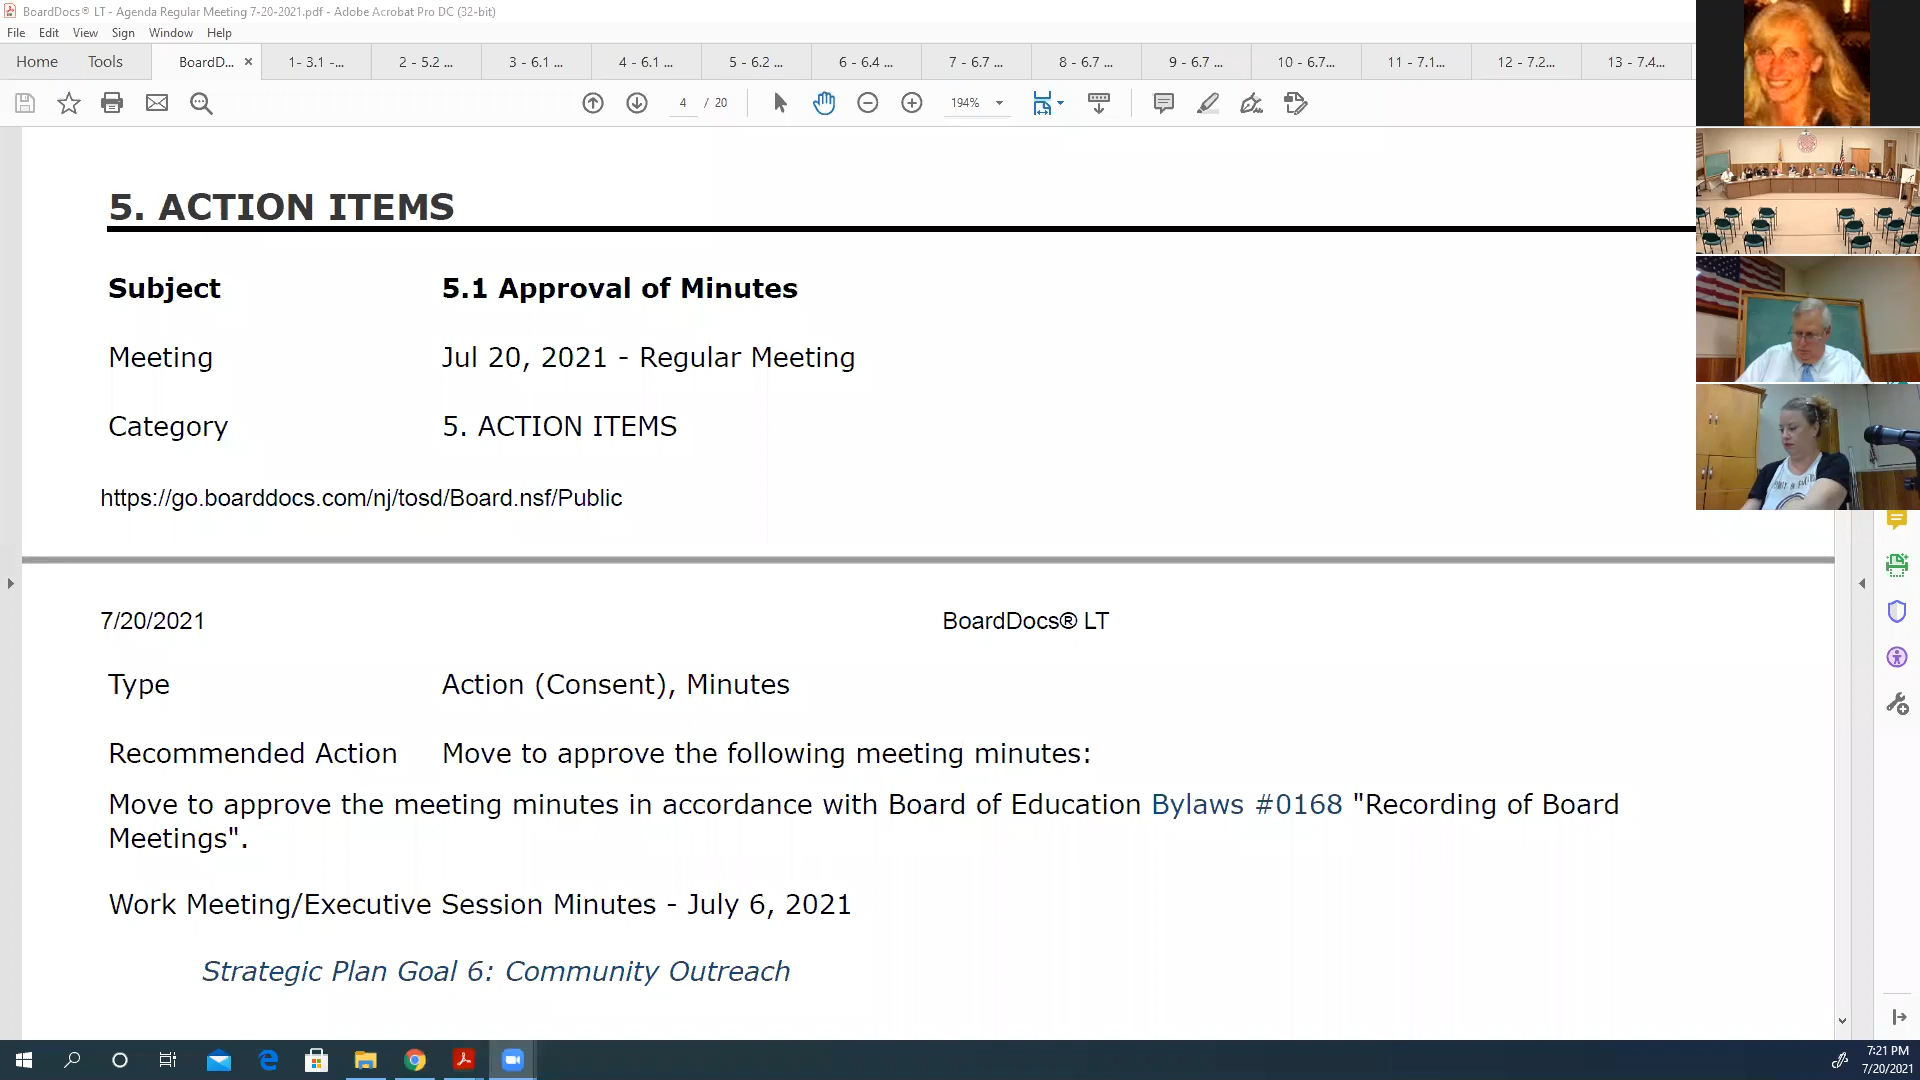 BoardDocs® LT - Agenda Regular Meeting 7-20-2021.pdf - Adobe Acrobat Pro DC (32-bit)
File Edit View Sign Window Help
Home Tools BoardD... × 1- 3.1 -... 2 - 5.2 ... 3 - 6.1 ... 4 - 6.1 ... 5 - 6.2 ... 6 - 6.4 ... 7 - 6.7 ... 8 - 6.7 ... 9 - 6.7 ... 10 - 6.7... 11 - 7.1... 12 - 7.2... 13 - 7.4...
4 / 20 194%
5. ACTION ITEMS
Subject 5.1 Approval of Minutes
Meeting Jul 20, 2021 - Regular Meeting
Category 5. ACTION ITEMS
https://go.boarddocs.com/nj/tosd/Board.nsf/Public
7/20/2021 BoardDocs® LT
Type Action (Consent), Minutes
Recommended Action Move to approve the following meeting minutes:
Move to approve the meeting minutes in accordance with Board of Education Bylaws #0168 "Recording of Board
Meetings".
Work Meeting/Executive Session Minutes - July 6, 2021
Strategic Plan Goal 6: Community Outreach
7:21 PM
7/20/2021